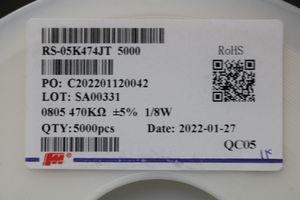 RS-05K474JT 5000
RoHS
PO: C202201120042
LOT: SA00331
0805 470KΩ ±5% 1/8W
QTY:5000pcs Date: 2022-01-27
QC05